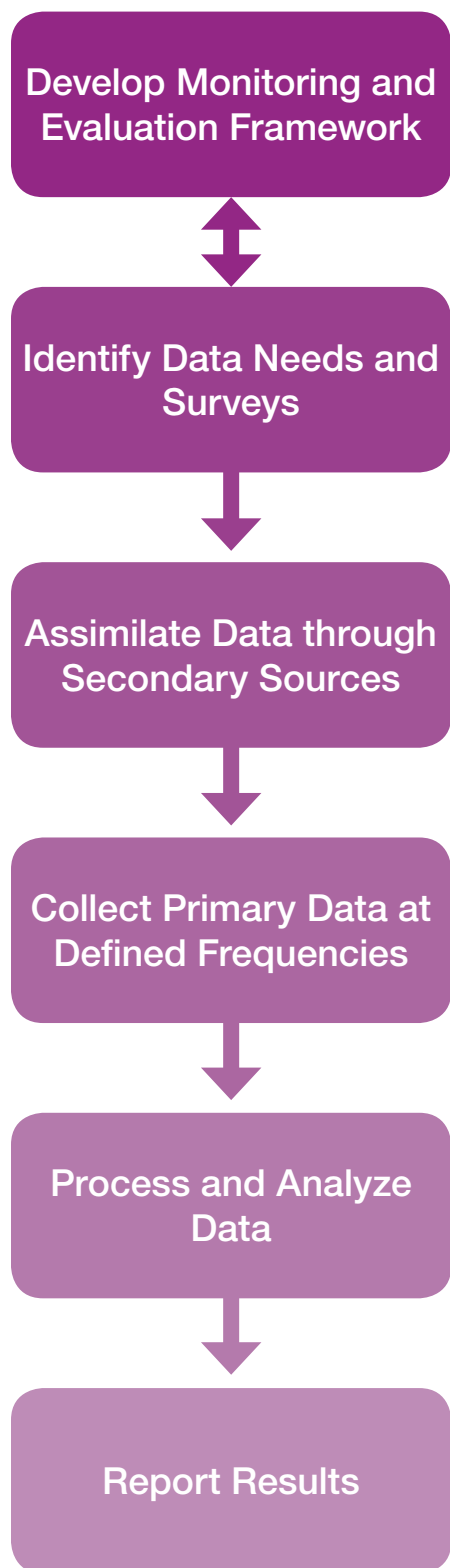 Develop Monitoring and
Evaluation Framework
Identify Data Needs and
Surveys
Assimilate Data through
Secondary Sources
Collect Primary Data at
Defined Frequencies
Process and Analyze
Data
Report Results